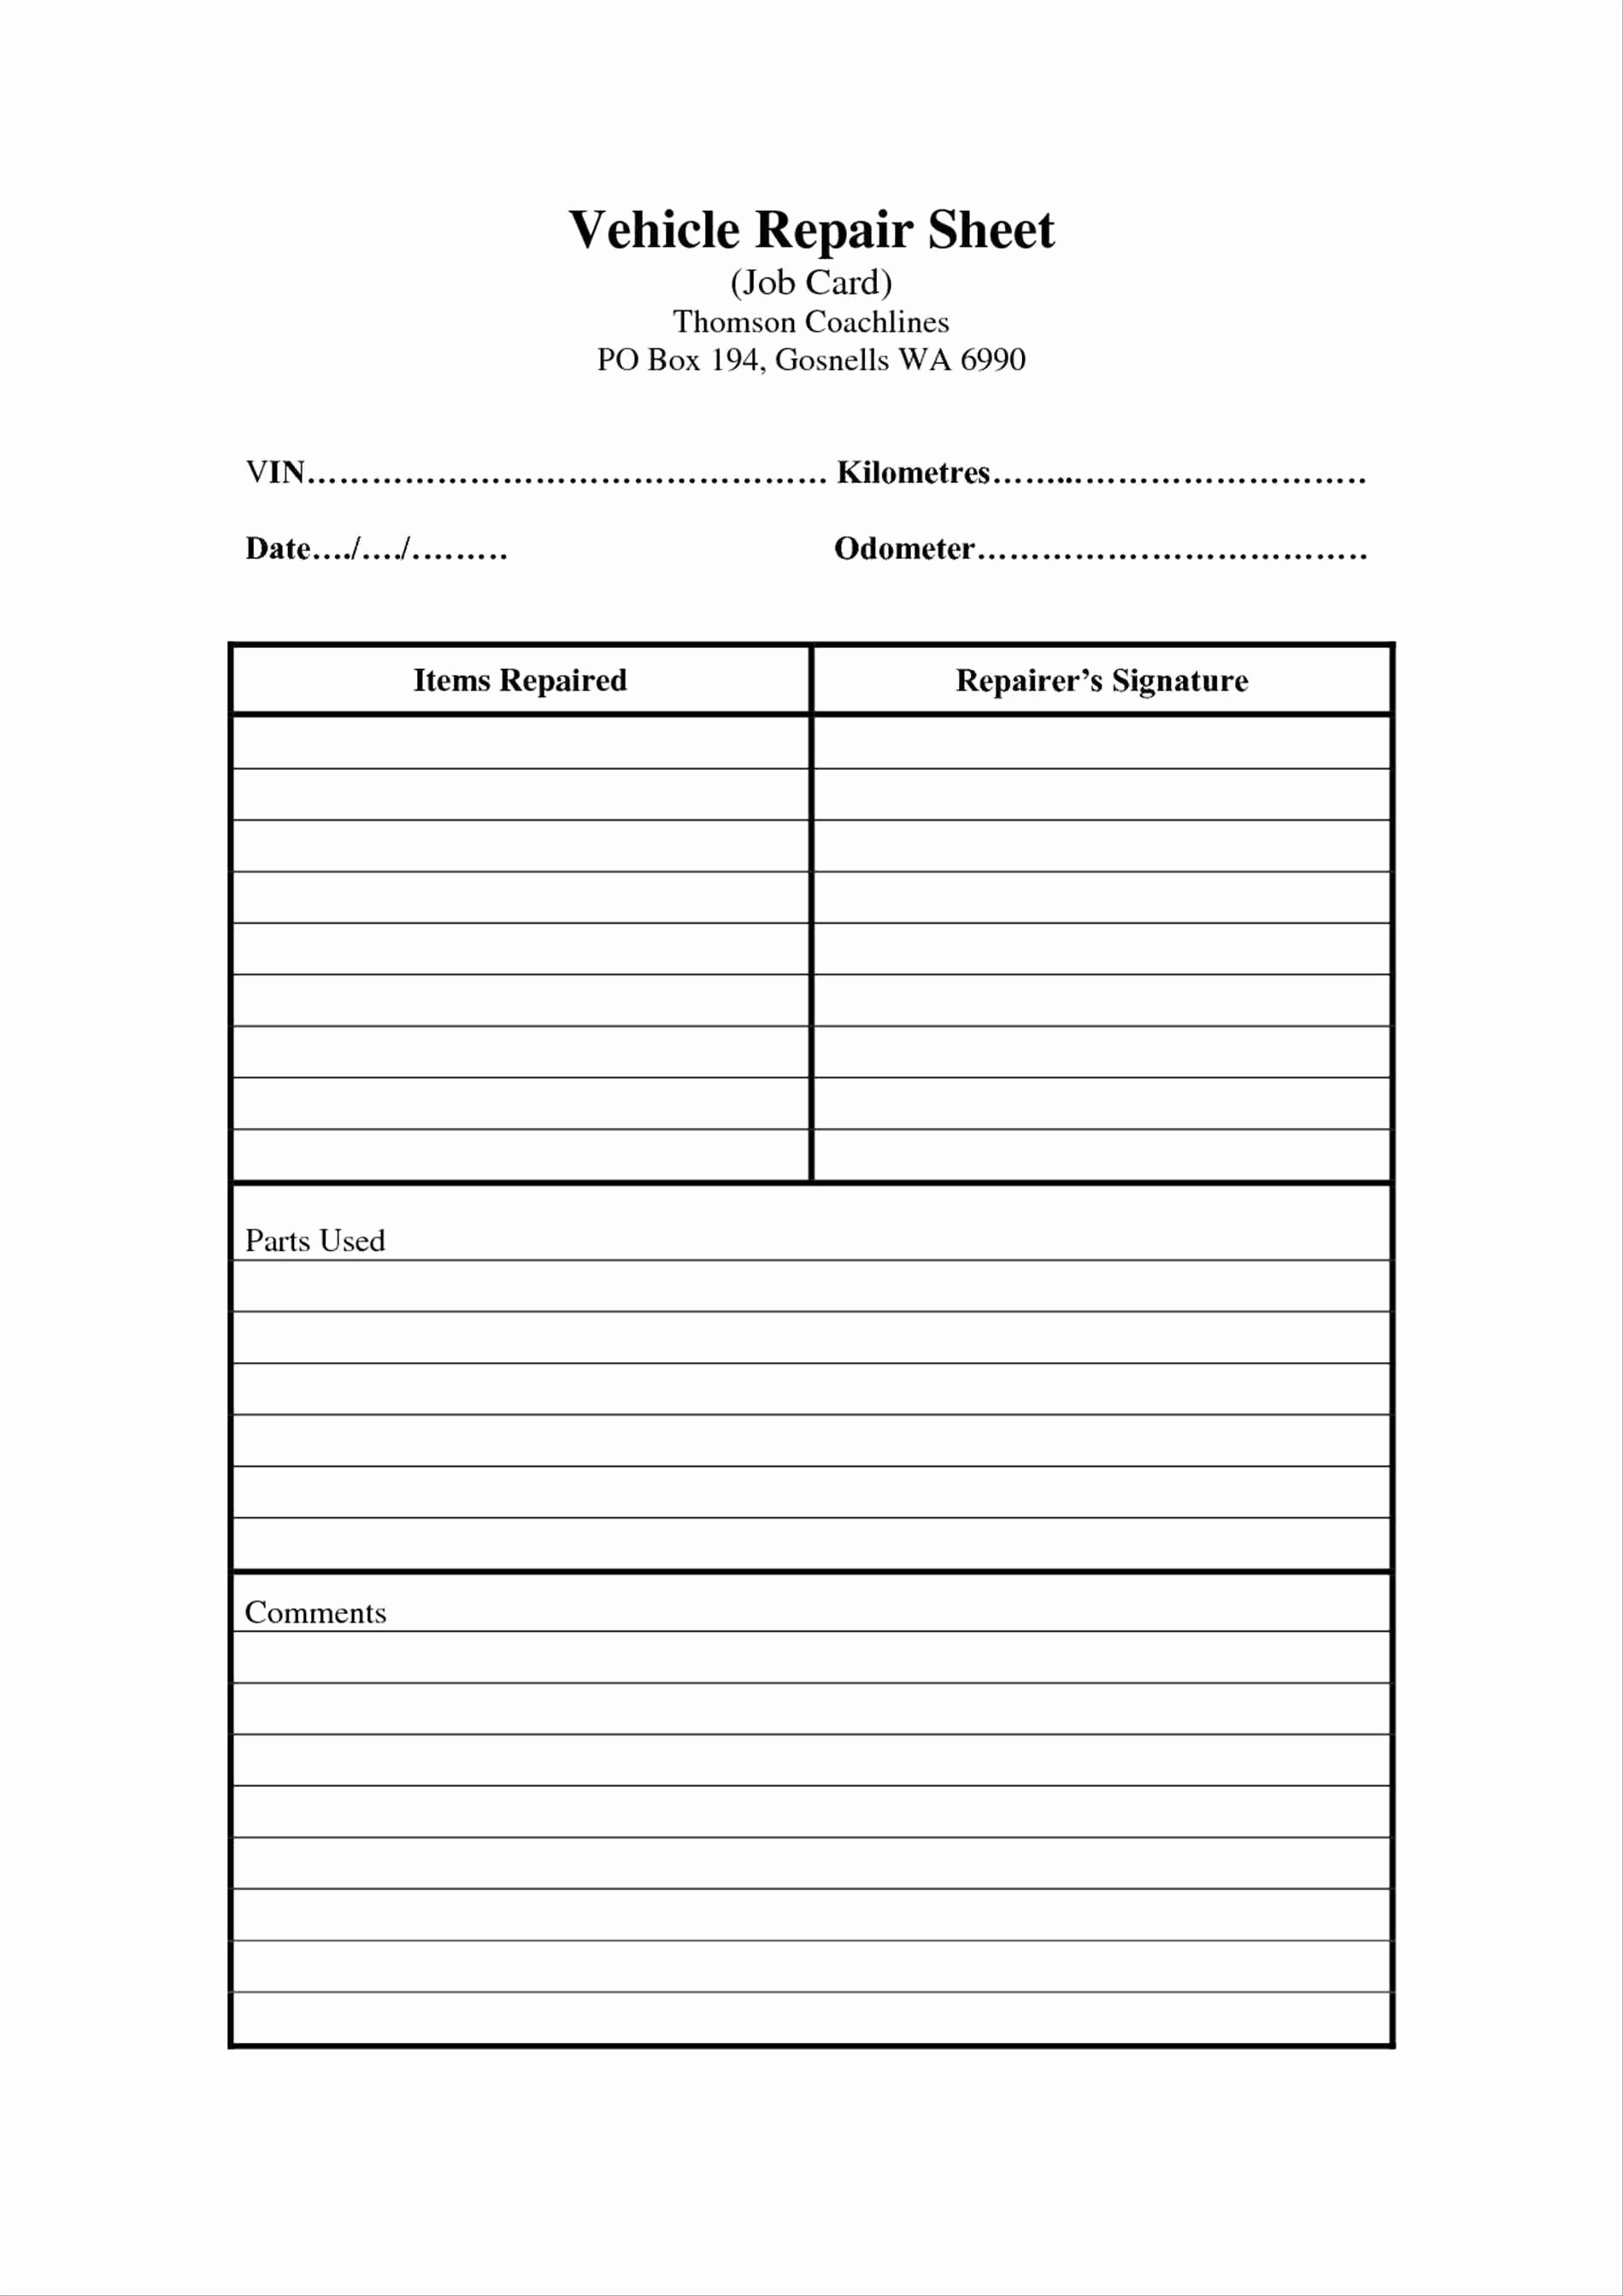 Vehicle Repair Sheet
(Job Card)
Thomson Coachlines
PO Box 194, Gosnells WA 6990
VIN…………………………………………… Kilometres……...………………………
Date…./…./………. Odometer………………………………
Items Repaired Repairer’s Signature
Parts Used
Comments